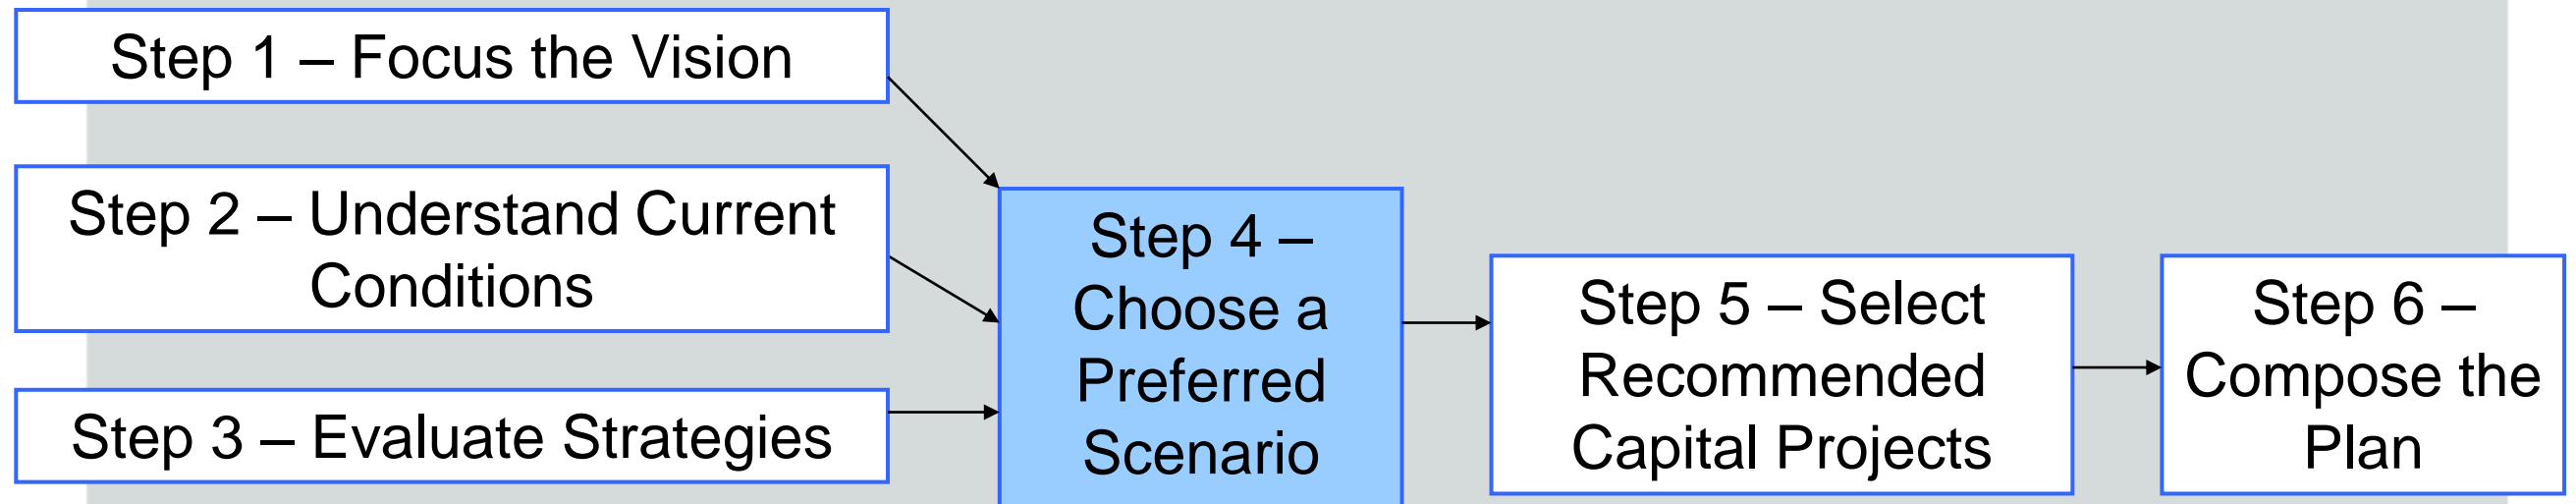 Step 1 – Focus the Vision
Step 2 – Understand Current
Conditions
Step 3 – Evaluate Strategies
Step 4 –
Choose a
Preferred
Scenario
Step 5 – Select
Recommended
Capital Projects
Step 6 –
Compose the
Plan